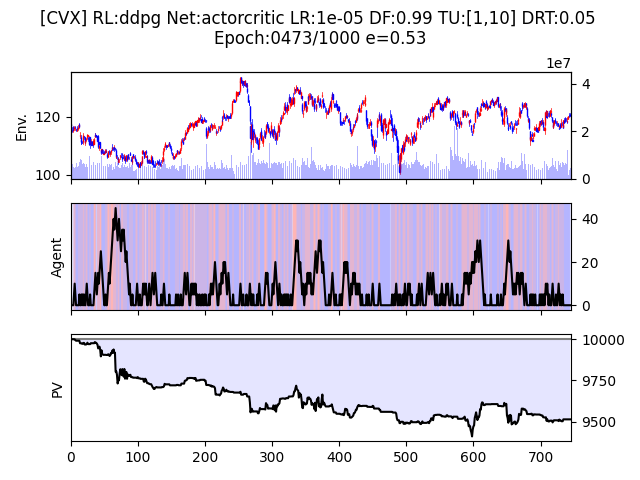 [CVX] RL:ddpg Net:actorcritic LR:1e-05 DF:0.99 TU:[1,10] DRT:0.05
Epoch:0473/1000 e=0.53
1e7
Env.
120
100
4
2
0
Agent
40
20
0
PV
10000
9750
9500
0 100 200 300 400 500 600 700